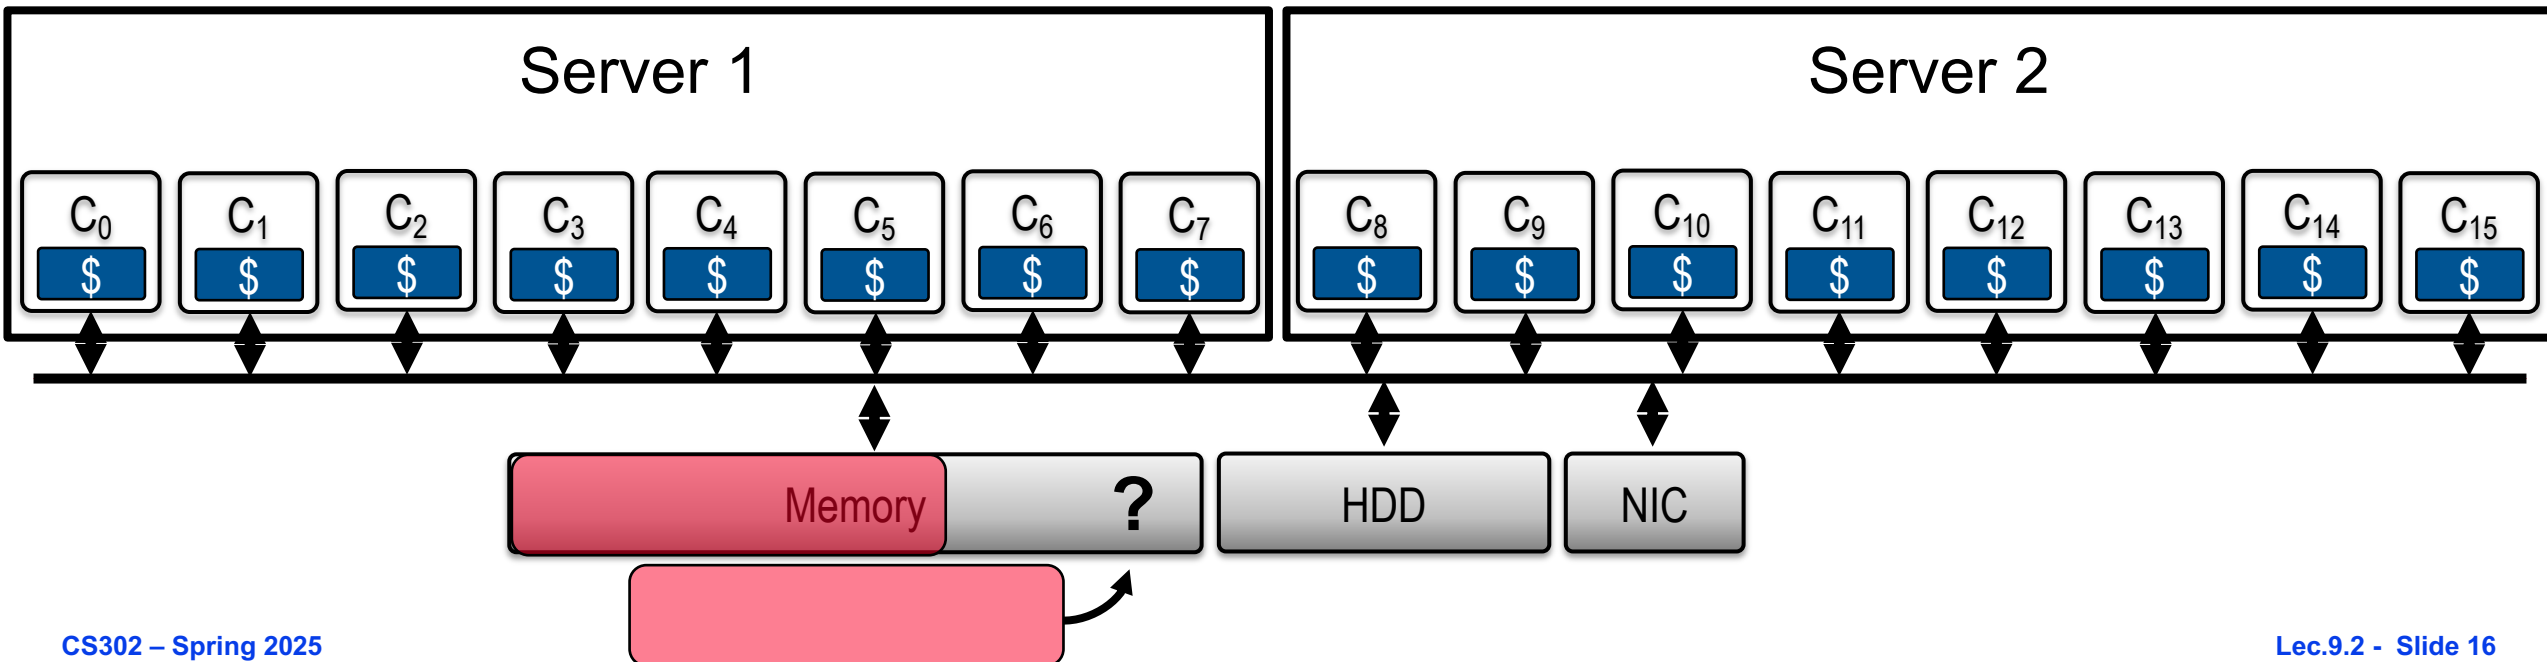 Server 1 Server 2
C0 C1 C2 C3 C4 C5 C6 C7 C8 C9 C10 C11 C12 C13 C14 C15
$ $ $ $ $ $ $ $ $ $ $ $ $ $ $ $
Memory ? HDD NIC
CS302 – Spring 2025 Lec.9.2 - Slide 16